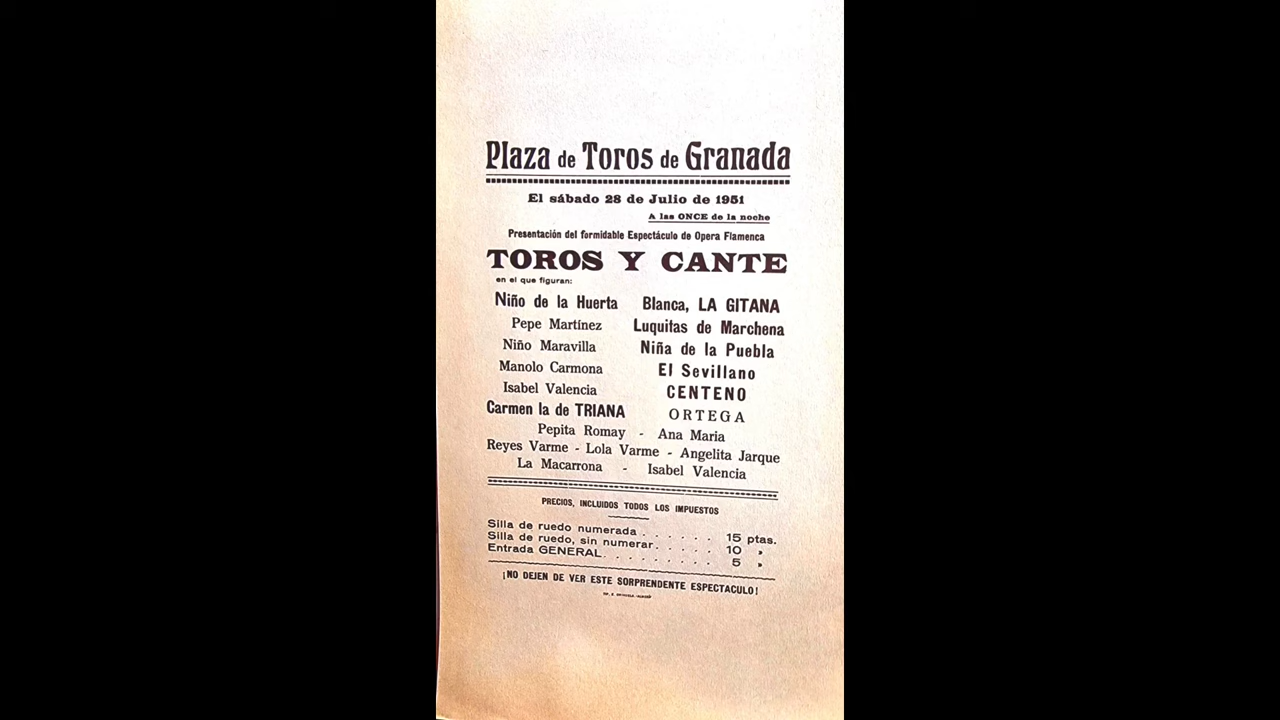 Plaza de Toros de Granada
El sábado 28 de Julio de 1951
A las ONCE de la noche
Presentación del formidable Espectáculo de Opera Flamenca
TOROS Y CANTE
en el que figuran:
Niño de la Huerta Blanca, LA GITANA
Pepe Martínez Luquitas de Marchena
Niño Maravilla Niña de la Puebla
Manolo Carmona El Sevillano
Isabel Valencia CENTENO
Carmen la de TRIANA ORTEGA
Pepita Romay - Ana Maria
Reyes Varme - Lola Varme - Angelita Jarque
La Macarrona - Isabel Valencia
PRECIOS, INCLUIDOS TODOS LOS IMPUESTOS
Silla de ruedo numerada . . . . . . 15 ptas.
Silla de ruedo, sin numerar . . . . . 10 »
Entrada GENERAL . . . . . . . . 5 »
¡NO DEJEN DE VER ESTE SORPRENDENTE ESPECTACULO!